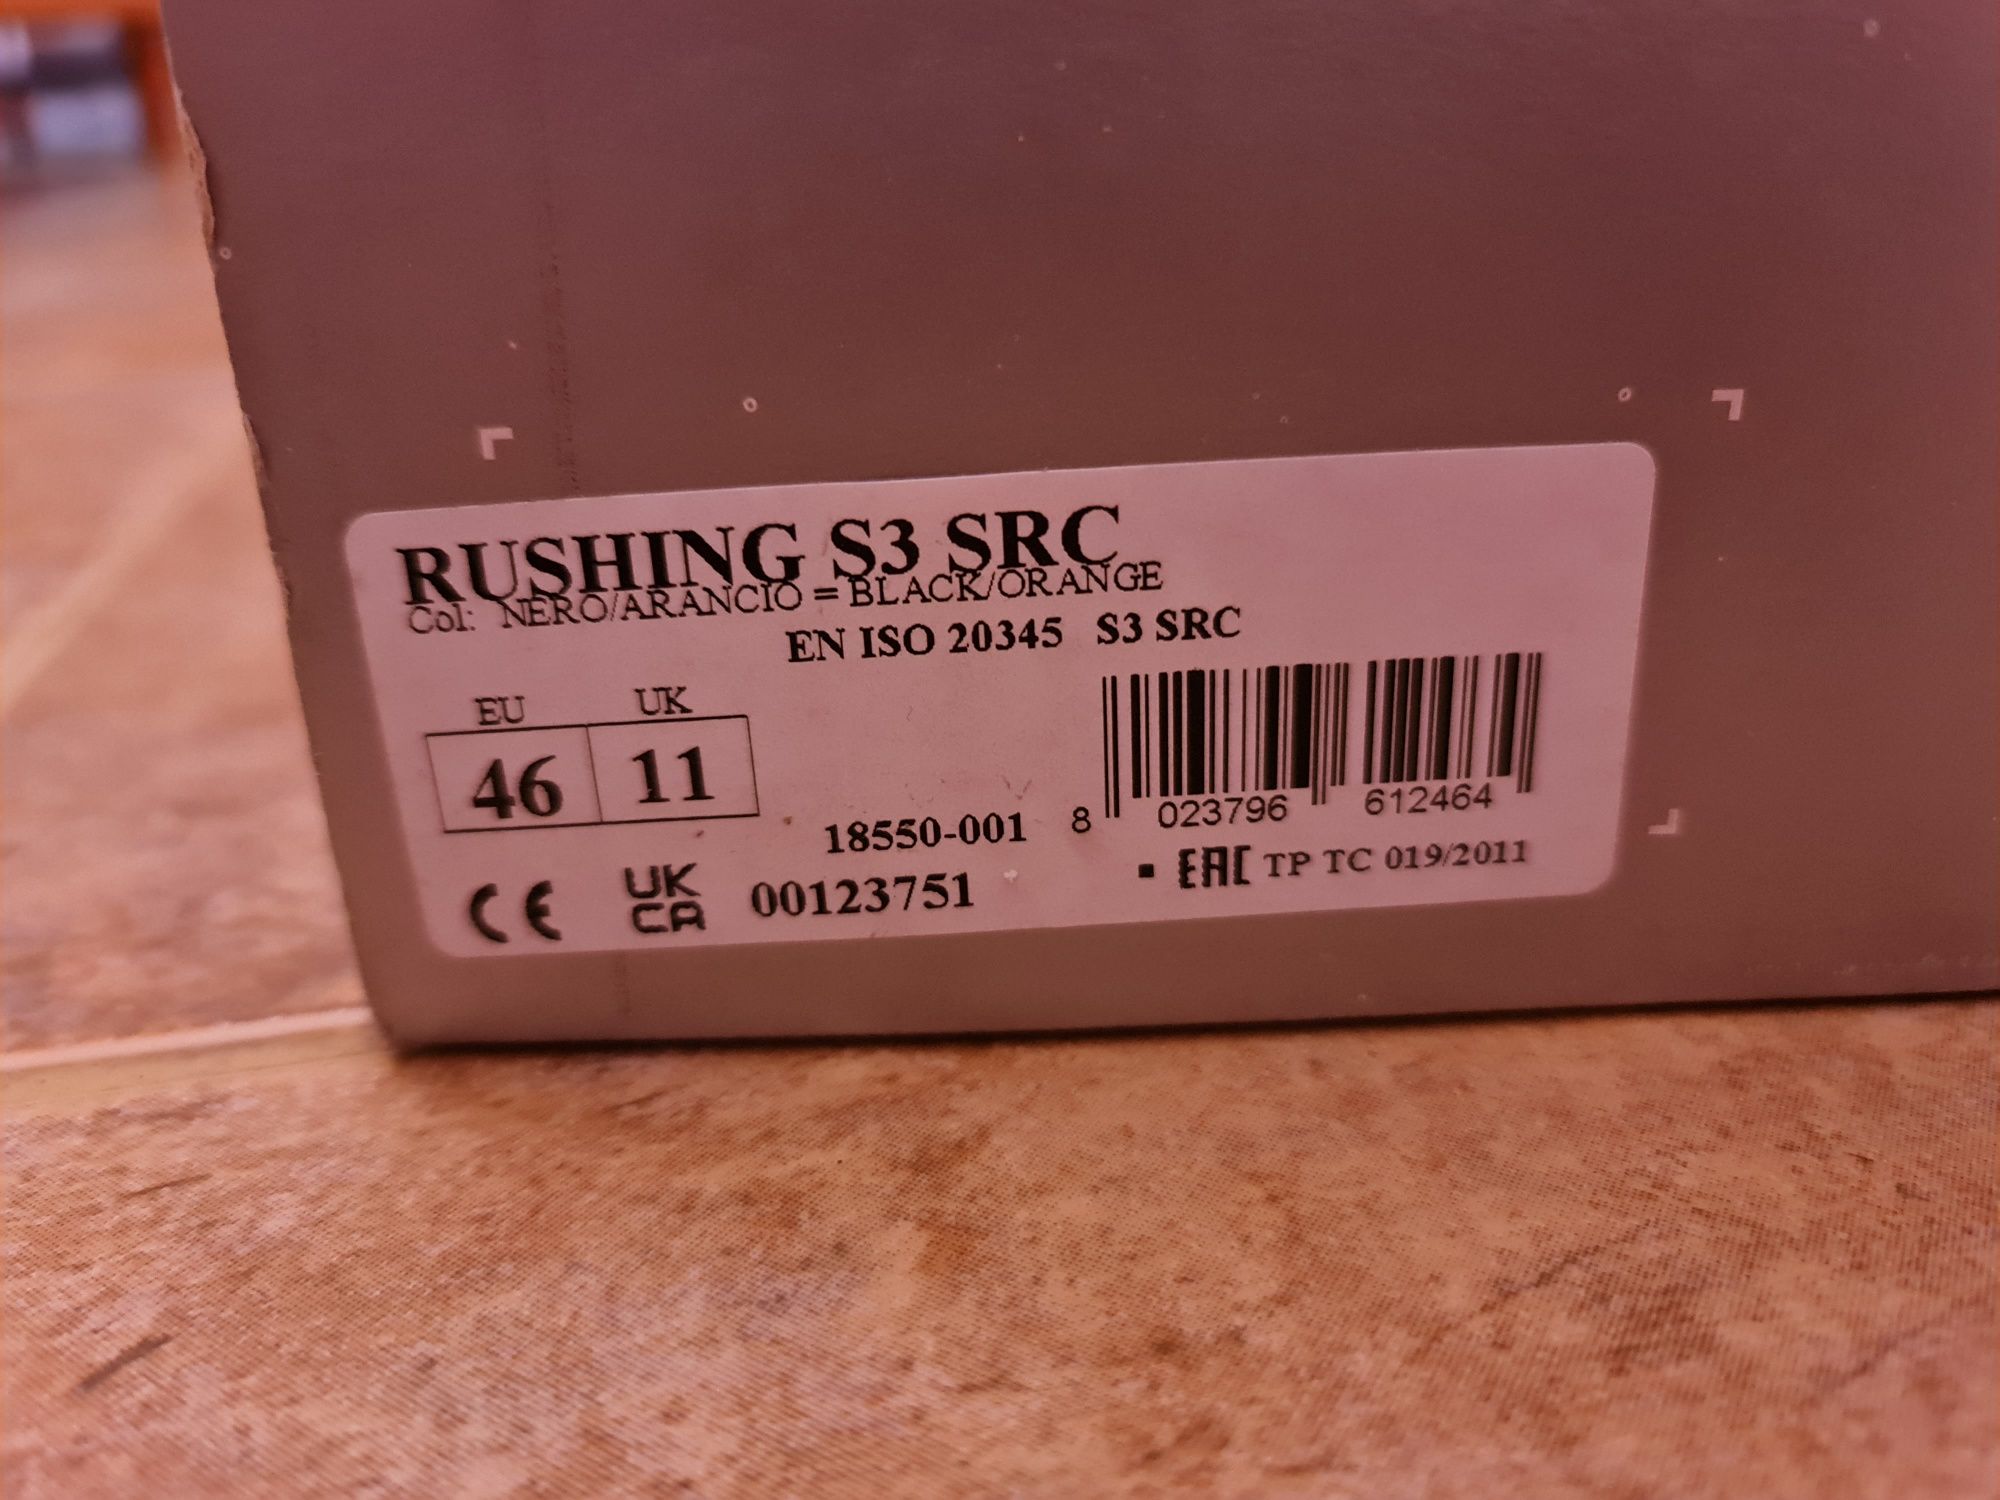 RUSHING S3 SRC
Col: NERO/ARANCIO = BLACK/ORANGE
EN ISO 20345 S3 SRC
EU UK
46 11
18550-001
8 023796 612464
CE UK CA 00123751
EAC TP TC 019/2011